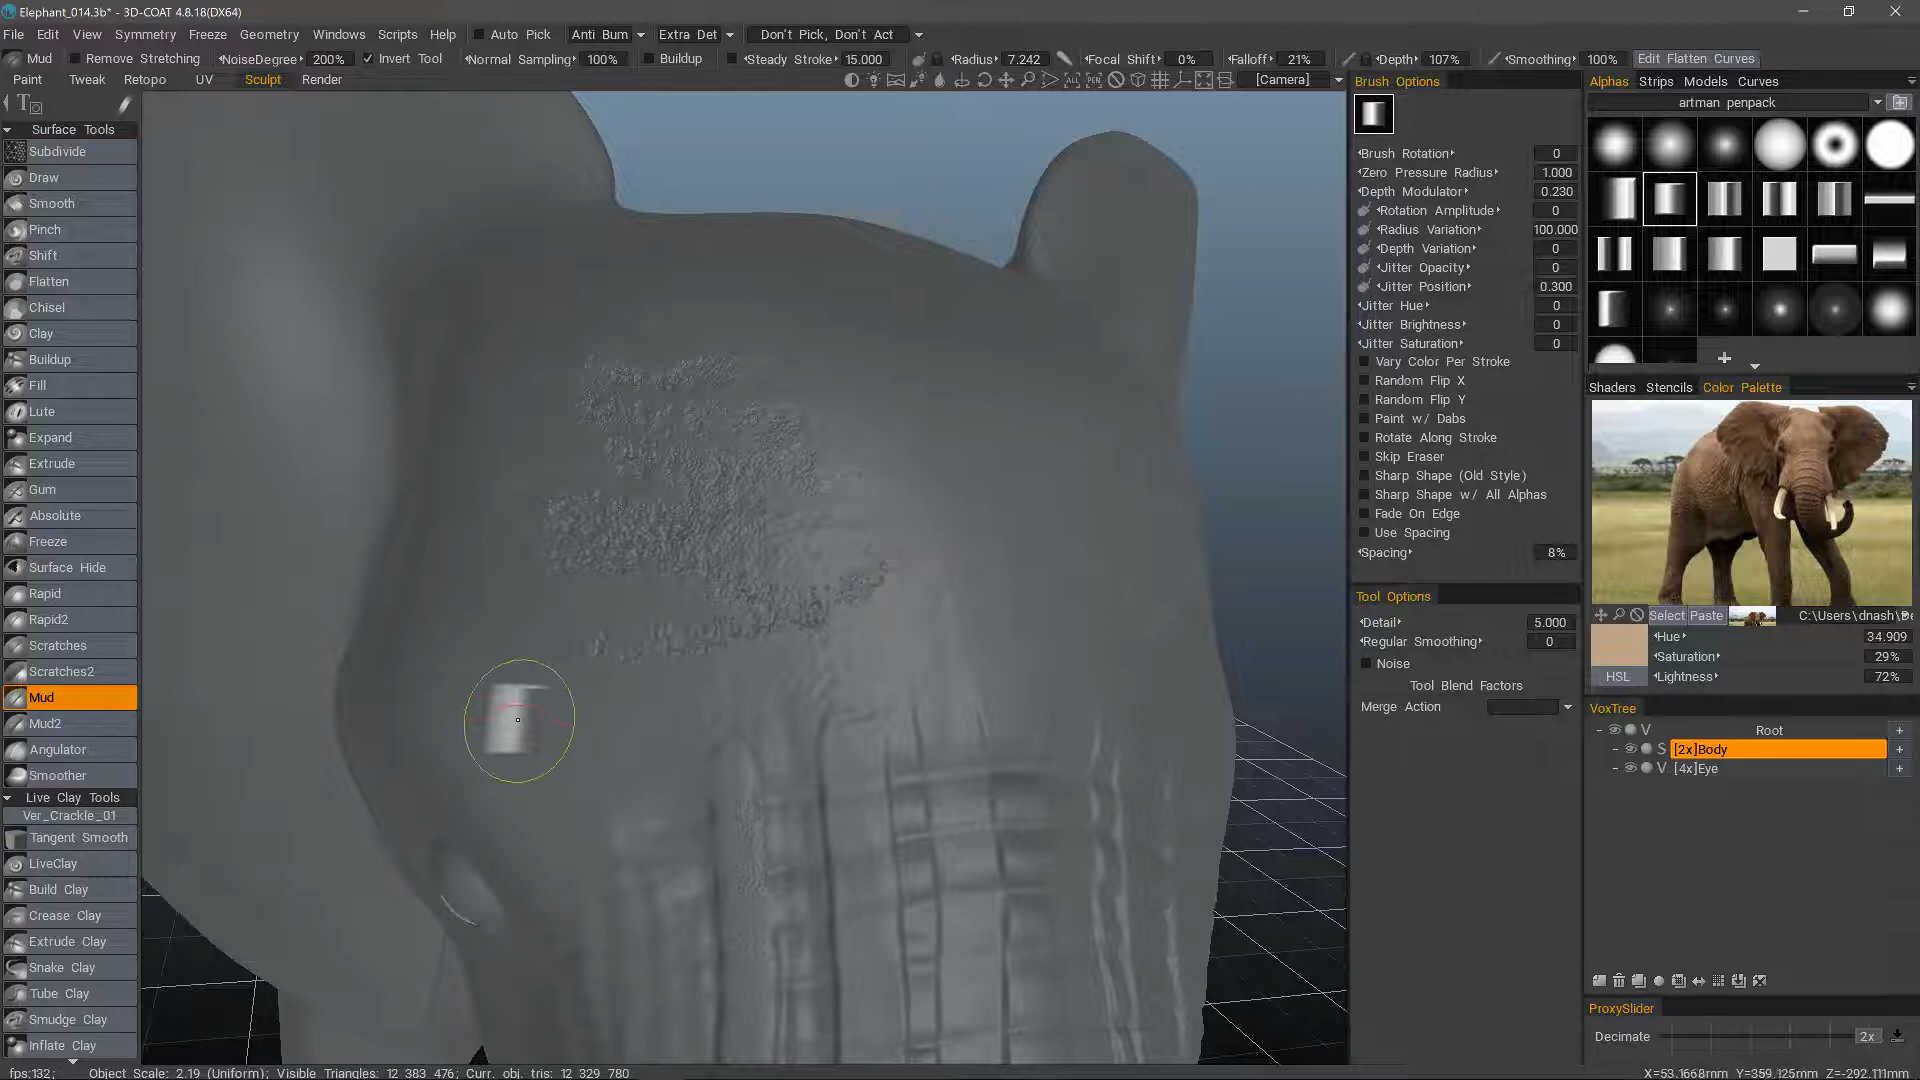 Elephant_014.3b* - 3D-COAT 4.8.18(DX64)
File Edit View Symmetry Freeze Geometry Windows Scripts Help Auto Pick Anti Bum Extra Det Don't Pick, Don't Act
Mud Remove Stretching NoiseDegree 200% Invert Tool Normal Sampling 100% Buildup Steady Stroke 15.000 Radius 7.242 Focal Shift 0% Falloff 21% Depth 107% Smoothing 100% Edit Flatten Curves
Paint Tweak Retopo UV Sculpt Render [Camera]
Surface Tools
Subdivide
Draw
Smooth
Pinch
Shift
Flatten
Chisel
Clay
Buildup
Fill
Lute
Expand
Extrude
Gum
Absolute
Freeze
Surface Hide
Rapid
Rapid2
Scratches
Scratches2
Mud
Mud2
Angulator
Smoother
Live Clay Tools
Ver_Crackle_01
Tangent Smooth
LiveClay
Build Clay
Crease Clay
Extrude Clay
Snake Clay
Tube Clay
Smudge Clay
Inflate Clay
Brush Options
Brush Rotation 0
Zero Pressure Radius 1.000
Depth Modulator 0.230
Rotation Amplitude 0
Radius Variation 100.000
Depth Variation 0
Jitter Opacity 0
Jitter Position 0.300
Jitter Hue 0
Jitter Brightness 0
Jitter Saturation 0
Vary Color Per Stroke
Random Flip X
Random Flip Y
Paint w/ Dabs
Rotate Along Stroke
Skip Eraser
Sharp Shape (Old Style)
Sharp Shape w/ All Alphas
Fade On Edge
Use Spacing
Spacing 8%
Tool Options
Detail 5.000
Regular Smoothing 0
Noise
Tool Blend Factors
Merge Action
Alphas Strips Models Curves
artman penpack
Shaders Stencils Color Palette
Select Paste C:\Users\dnash\De
Hue 34.909
Saturation 29%
HSL Lightness 72%
VoxTree
V Root
S [2x]Body
V [4x]Eye
ProxySlider
Decimate 2x
fps:132; Object Scale: 2.19 (Uniform); Visible Triangles: 12 383 476; Curr. obj. tris: 12 329 780 X=53.1668mm Y=359.125mm Z=-292.111mm